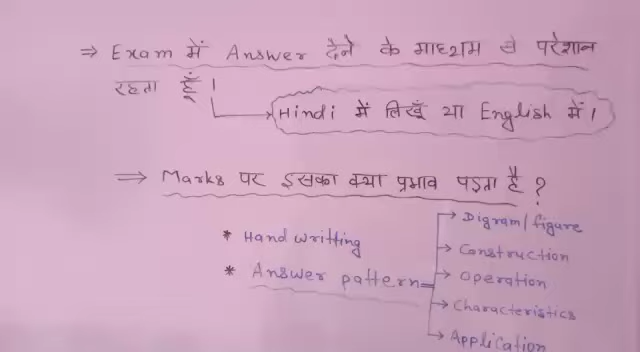 ⇒ Exam में Answer देने के माध्यम से परेशान
रहता हूँ।
Hindi में लिखूँ या English में।
⇒ Marks पर इसका क्या प्रभाव पड़ता है?
* Hand writting
* Answer pattern
Digram/figure
Construction
Operation
Characteristics
Application